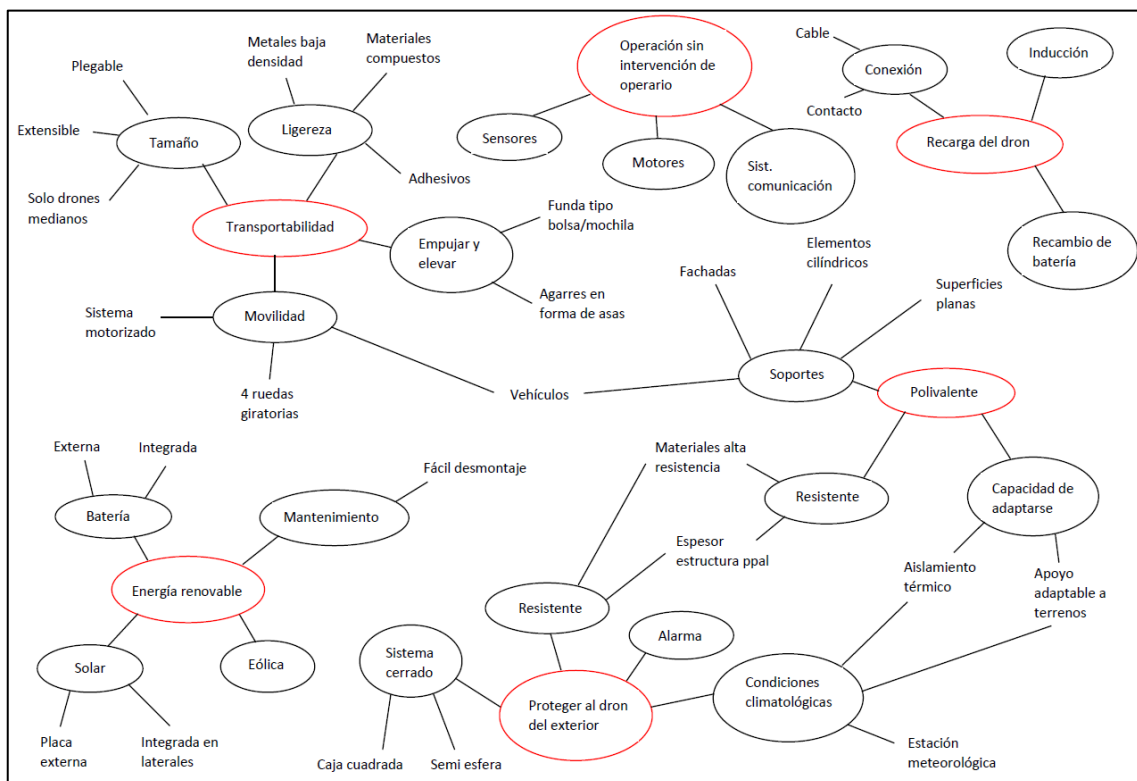 Metales baja
densidad
Materiales
compuestos
Plegable
Extensible
Tamaño
Ligereza
Solo drones
medianos
Adhesivos
Transportabilidad
Empujar y
elevar
Funda tipo
bolsa/mochila
Agarres en
forma de asas
Sistema
motorizado
Movilidad
4 ruedas
giratorias
Vehículos
Operación sin
intervención de
operario
Sensores
Motores
Sist.
comunicación
Cable
Conexión
Contacto
Inducción
Recarga del dron
Recambio de
batería
Fachadas
Elementos
cilíndricos
Superficies
planas
Soportes
Polivalente
Materiales alta
resistencia
Resistente
Capacidad de
adaptarse
Espesor
estructura ppal
Aislamiento
térmico
Apoyo
adaptable a
terrenos
Externa
Integrada
Fácil desmontaje
Batería
Mantenimiento
Energía renovable
Solar
Eólica
Placa
externa
Integrada en
laterales
Resistente
Alarma
Sistema
cerrado
Proteger al dron
del exterior
Condiciones
climatológicas
Caja cuadrada
Semi esfera
Estación
meteorológica